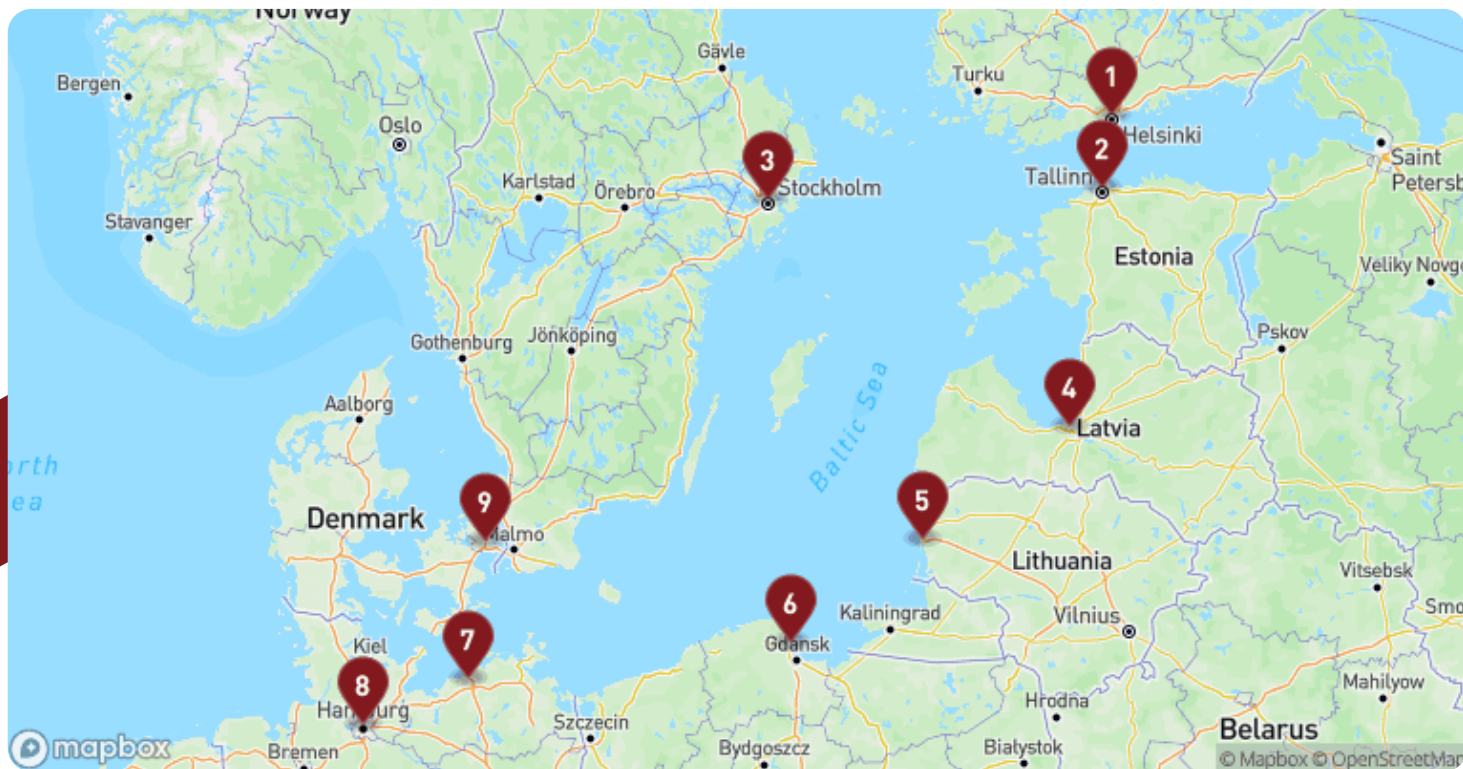 Norway
Gävle
Bergen
Turku
1
Oslo
Helsinki
2
3
Saint
Petersb
Karlstad
Örebro
Stockholm
Tallinn
Stavanger
Estonia
Veliky Novgo
Gothenburg
Jönköping
Pskov
Baltic Sea
4
Aalborg
Latvia
orth
ea
5
9
Denmark
Malmo
Lithuania
Vitsebsk
6
Kaliningrad
Vilnius
Smo
7
Kiel
Gdansk
8
Hamburg
Szczecin
Hrodna
Mahilyow
Belarus
mapbox
Bremen
Bydgoszcz
Białystok
© Mapbox © OpenStreetMap